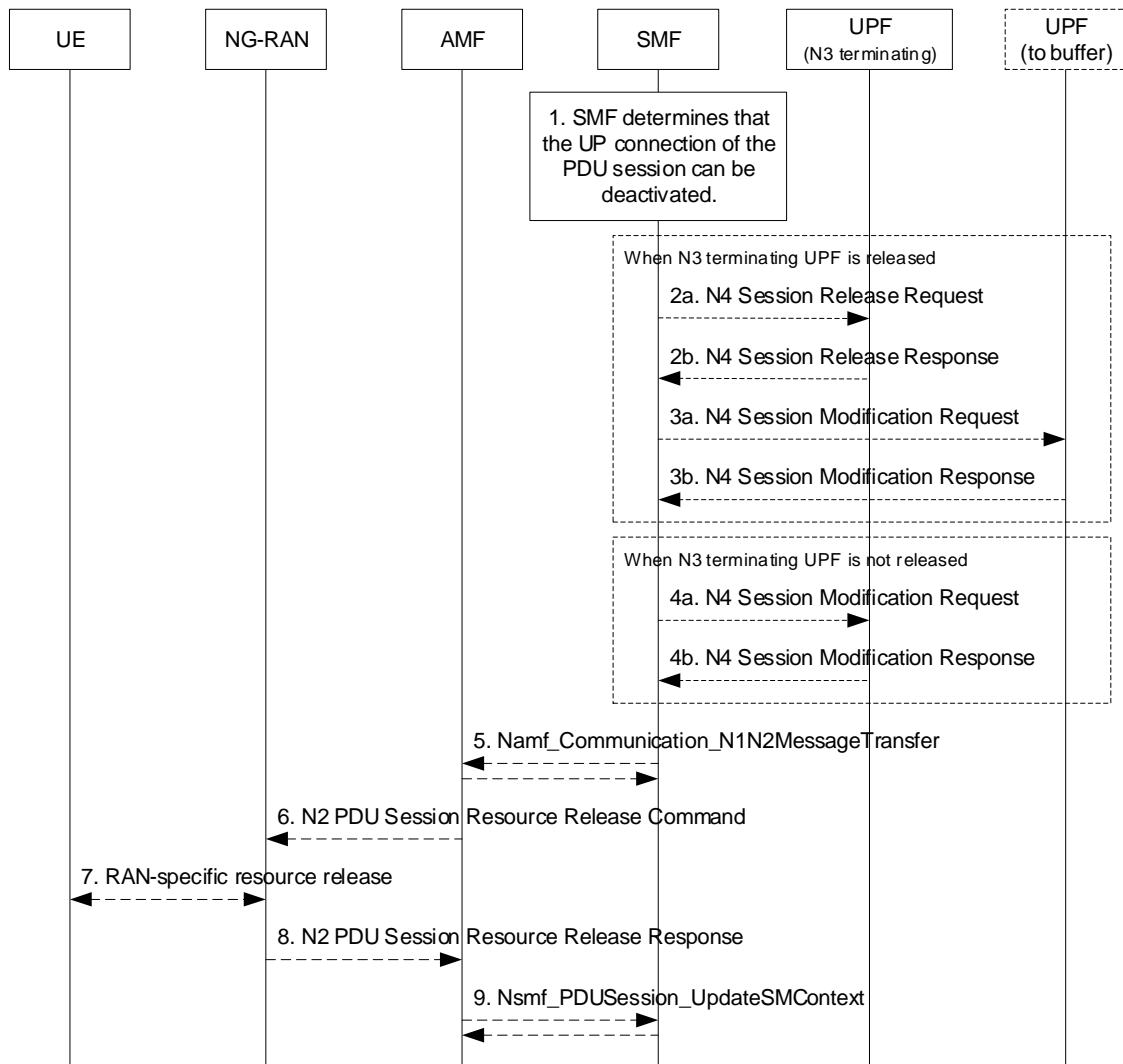 UE
NG-RAN
AMF
SMF
UPF
(N3 terminating)
UPF
(to buffer)
1. SMF determines that
the UP connection of the
PDU session can be
deactivated.
When N3 terminating UPF is released
2a. N4 Session Release Request
2b. N4 Session Release Response
3a. N4 Session Modification Request
3b. N4 Session Modification Response
When N3 terminating UPF is not released
4a. N4 Session Modification Request
4b. N4 Session Modification Response
5. Namf_Communication_N1N2MessageTransfer
6. N2 PDU Session Resource Release Command
7. RAN-specific resource release
8. N2 PDU Session Resource Release Response
9. Nsmf_PDUSession_UpdateSMContext